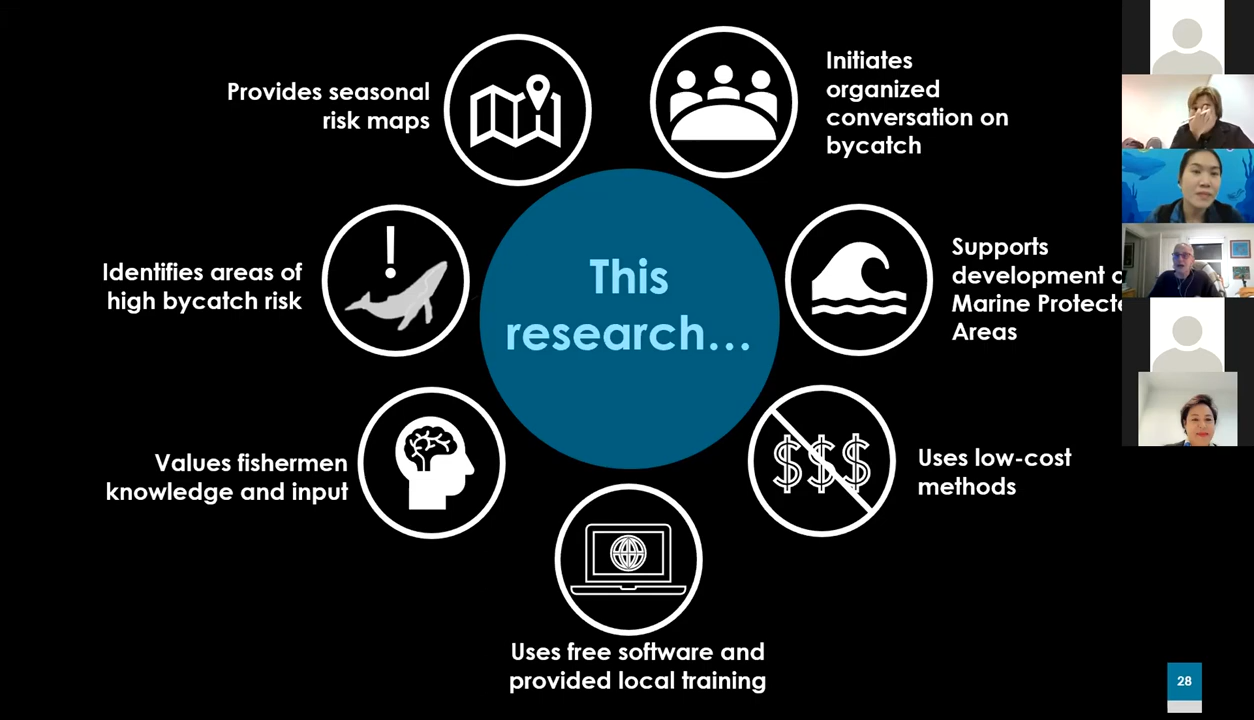 Provides seasonal
risk maps
Initiates
organized
conversation on
bycatch
Identifies areas of
high bycatch risk
This
research...
Supports
development
Marine
Areas
Values fishermen
knowledge and input
$$$
Uses low-cost
methods
Uses free software and
provided local training
28